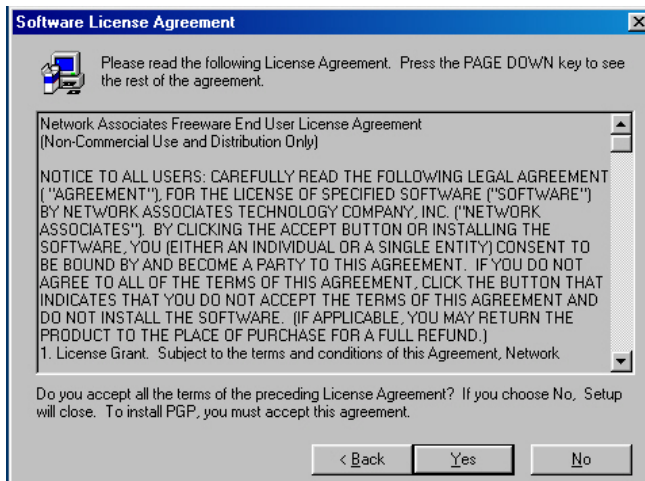 Software License Agreement
Please read the following License Agreement. Press the PAGE DOWN key to see
the rest of the agreement.
Network Associates Freeware End User License Agreement
(Non-Commercial Use and Distribution Only)
NOTICE TO ALL USERS: CAREFULLY READ THE FOLLOWING LEGAL AGREEMENT
( "AGREEMENT"), FOR THE LICENSE OF SPECIFIED SOFTWARE ("SOFTWARE")
BY NETWORK ASSOCIATES TECHNOLOGY COMPANY, INC. ("NETWORK
ASSOCIATES"). BY CLICKING THE ACCEPT BUTTON OR INSTALLING THE
SOFTWARE, YOU (EITHER AN INDIVIDUAL OR A SINGLE ENTITY) CONSENT TO
BE BOUND BY AND BECOME A PARTY TO THIS AGREEMENT. IF YOU DO NOT
AGREE TO ALL OF THE TERMS OF THIS AGREEMENT, CLICK THE BUTTON THAT
INDICATES THAT YOU DO NOT ACCEPT THE TERMS OF THIS AGREEMENT AND
DO NOT INSTALL THE SOFTWARE. (IF APPLICABLE, YOU MAY RETURN THE
PRODUCT TO THE PLACE OF PURCHASE FOR A FULL REFUND.)
1. License Grant. Subject to the terms and conditions of this Agreement, Network
Do you accept all the terms of the preceding License Agreement? If you choose No, Setup
will close. To install PGP, you must accept this agreement.
< Back Yes No